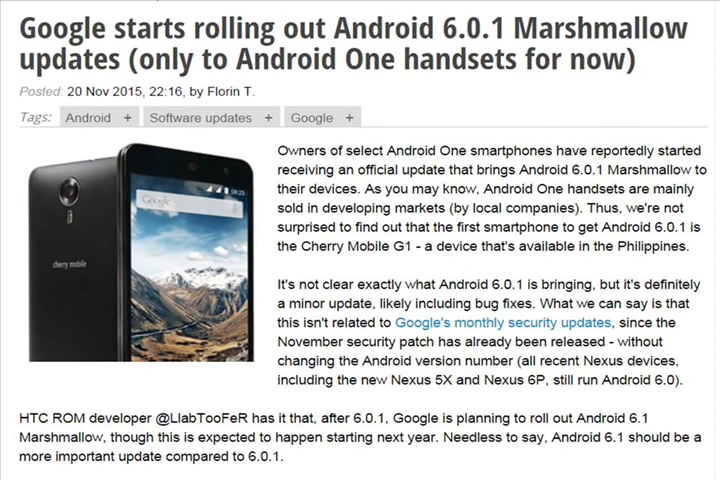 Google starts rolling out Android 6.0.1 Marshmallow
updates (only to Android One handsets for now)
Posted: 20 Nov 2015, 22:16, by Florin T.
Tags: Android + Software updates + Google +
Owners of select Android One smartphones have reportedly started
receiving an official update that brings Android 6.0.1 Marshmallow to
their devices. As you may know, Android One handsets are mainly
sold in developing markets (by local companies). Thus, we're not
surprised to find out that the first smartphone to get Android 6.0.1 is
the Cherry Mobile G1 - a device that's available in the Philippines.
It's not clear exactly what Android 6.0.1 is bringing, but it's definitely
a minor update, likely including bug fixes. What we can say is that
this isn't related to Google's monthly security updates, since the
November security patch has already been released - without
changing the Android version number (all recent Nexus devices,
including the new Nexus 5X and Nexus 6P, still run Android 6.0).
HTC ROM developer @LlabTooFeR has it that, after 6.0.1, Google is planning to roll out Android 6.1
Marshmallow, though this is expected to happen starting next year. Needless to say, Android 6.1 should be a
more important update compared to 6.0.1.
cherry mobile
Google
08:23